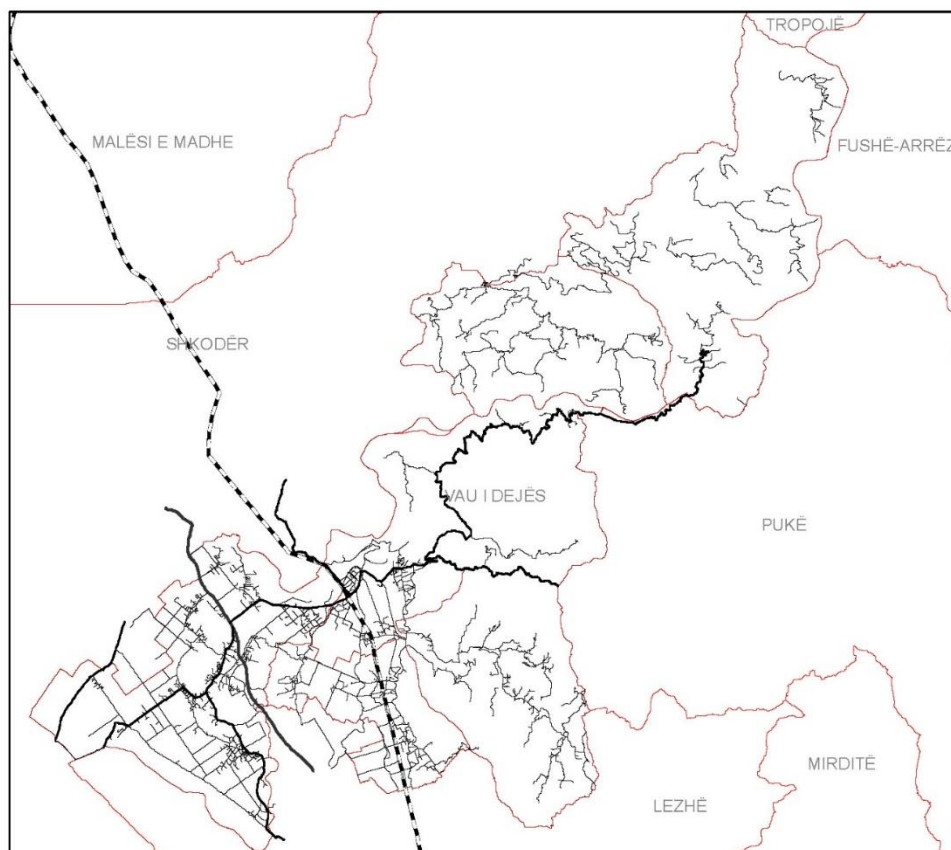 TROPOJË
MALËSI E MADHE
FUSHË-ARRËZ
SHKODËR
VAU I DEJËS
PUKË
MIRDITË
LEZHË